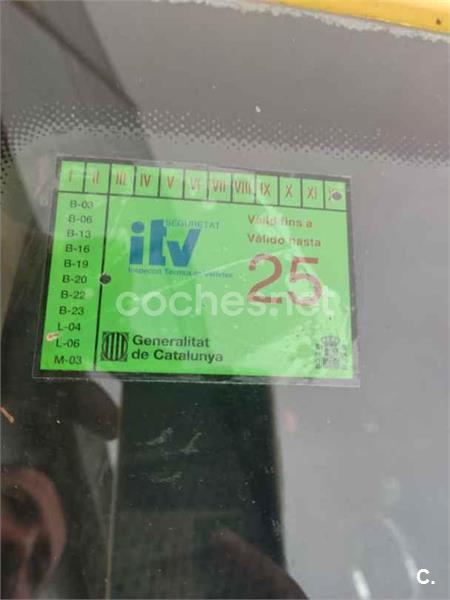 I II III IV V VI VII VIII IX X XI
B-03
B-06
B-13
B-16
B-19
B-20
B-22
B-23
L-04
L-06
M-03
SEGURETAT
itv
Inspecció Tècnica de Vehicles
Vàlid fins a
Válido hasta
25
coches.net
Generalitat
de Catalunya
C.